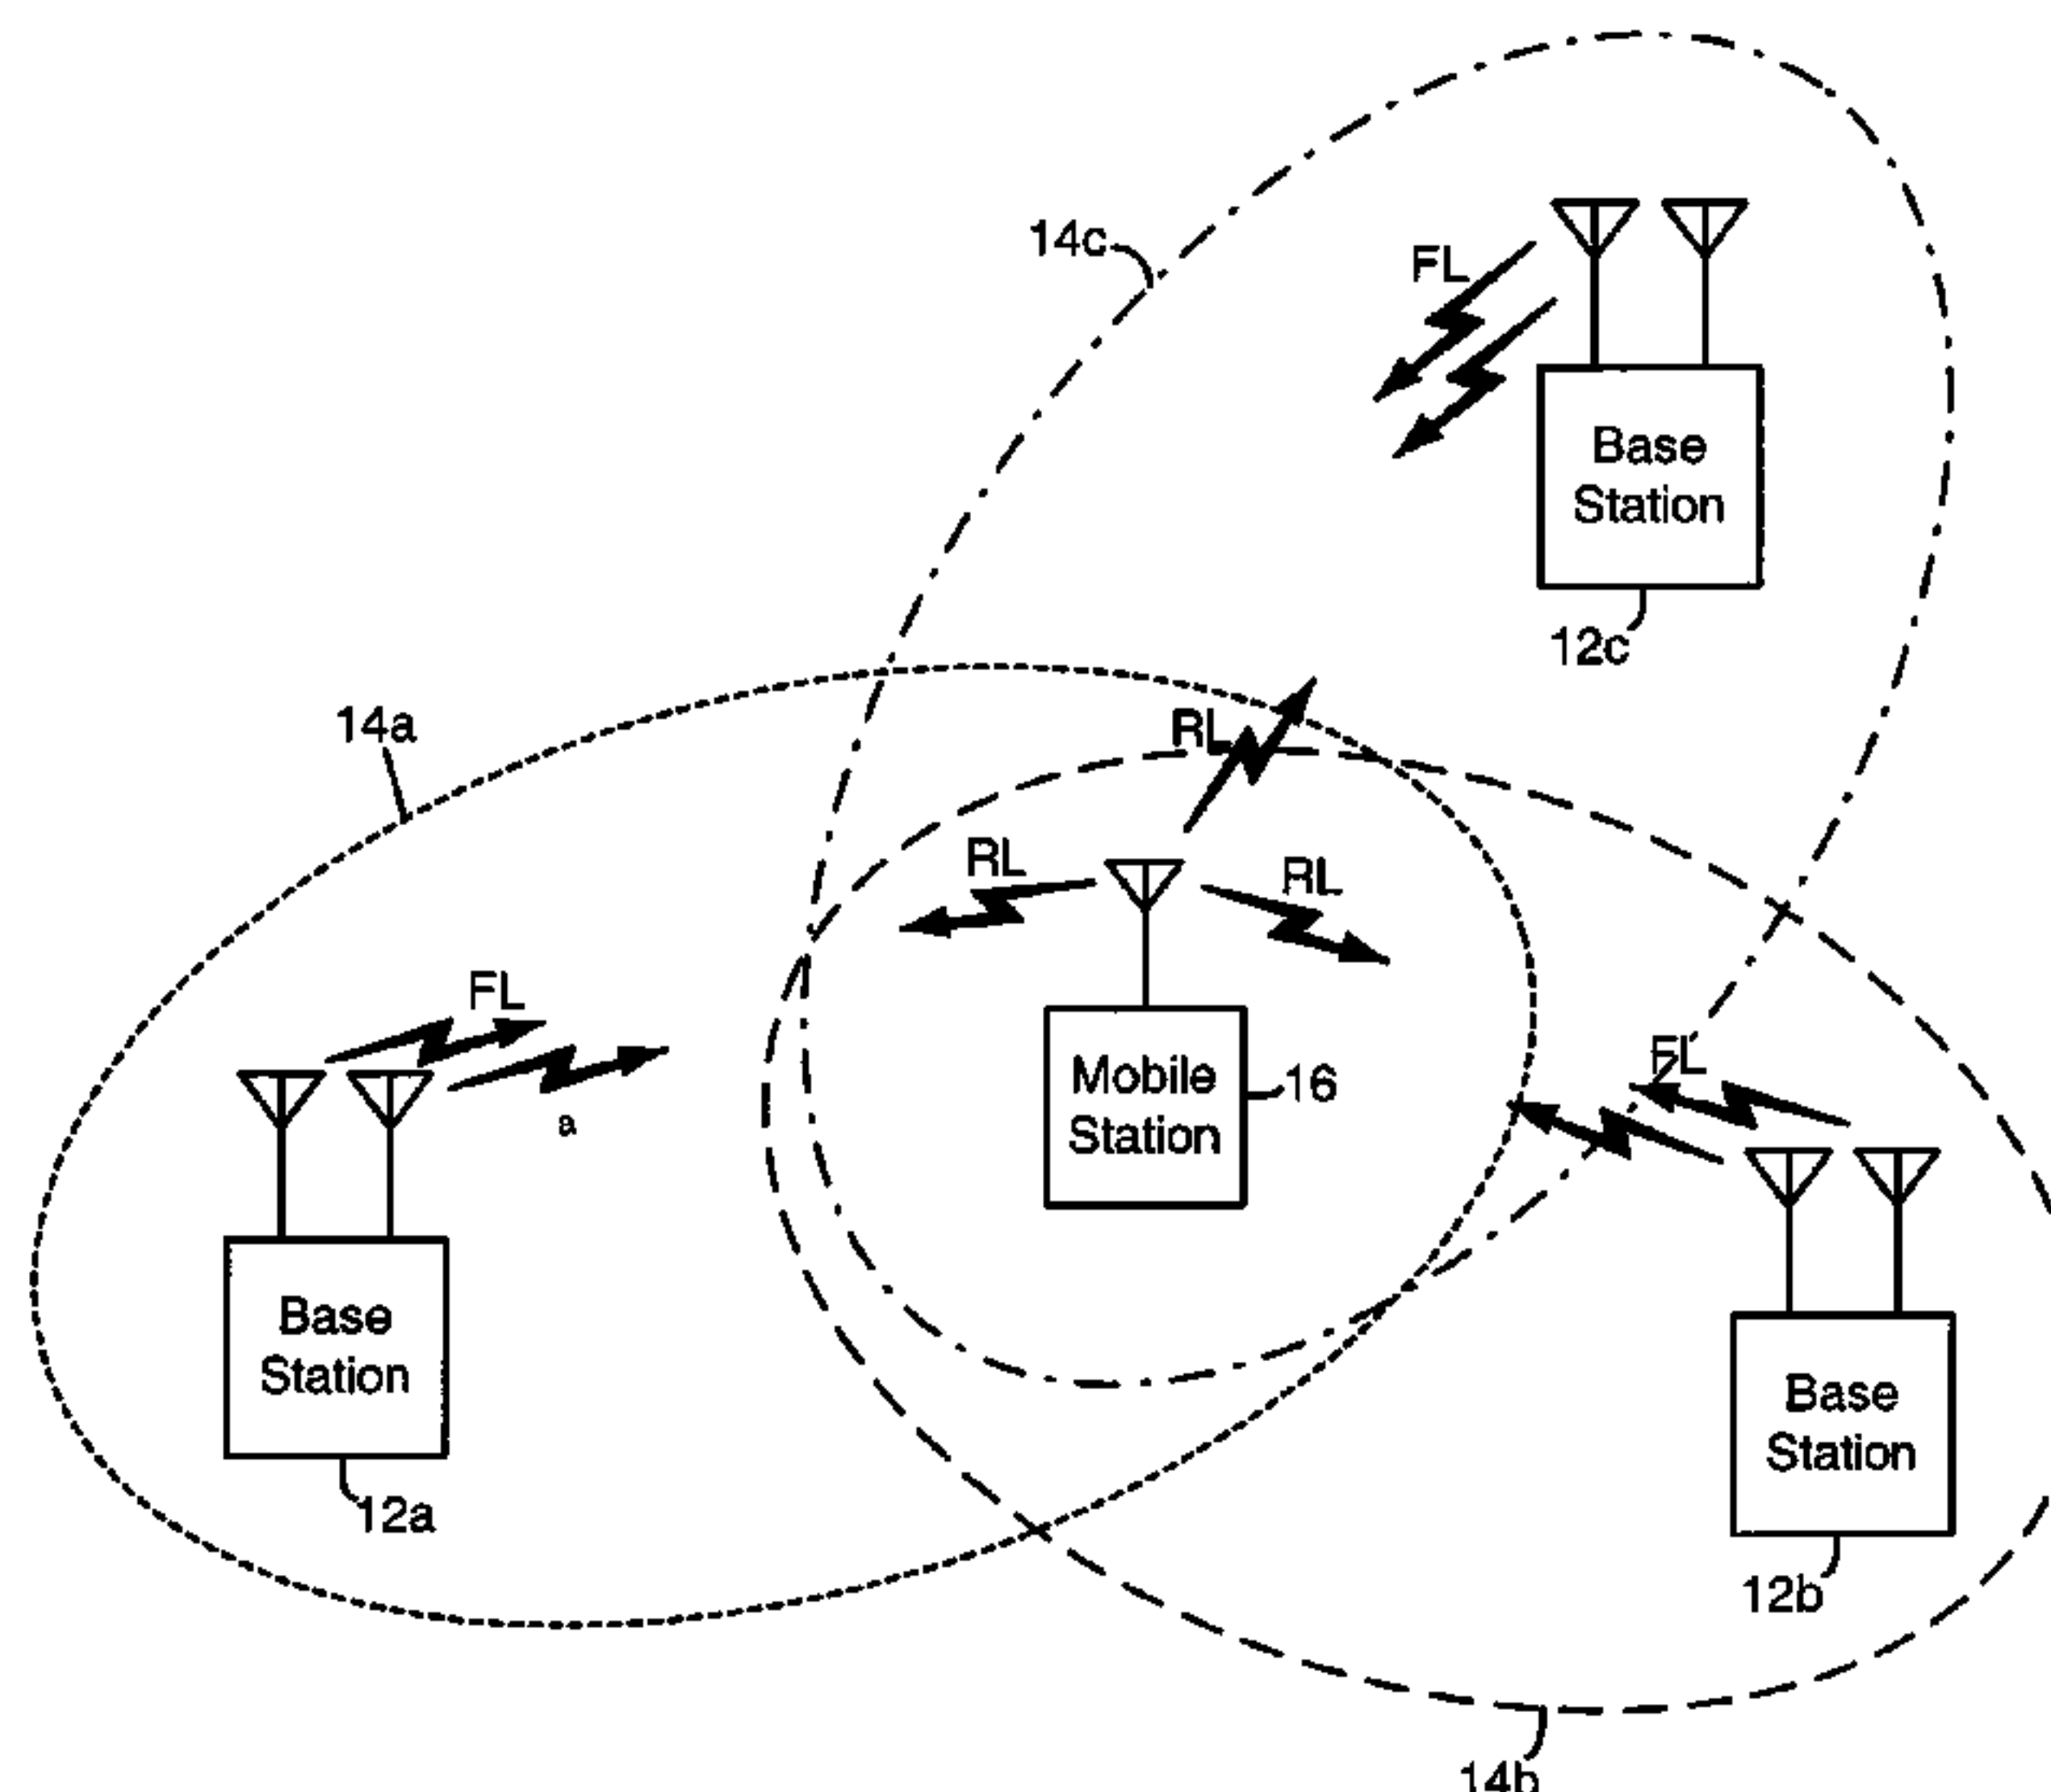 14c
FL
Base
Station
12c
14a
RL
RL
RL
FL
a
Mobile
Station
16
FL
Base
Station
12a
Base
Station
12b
14b